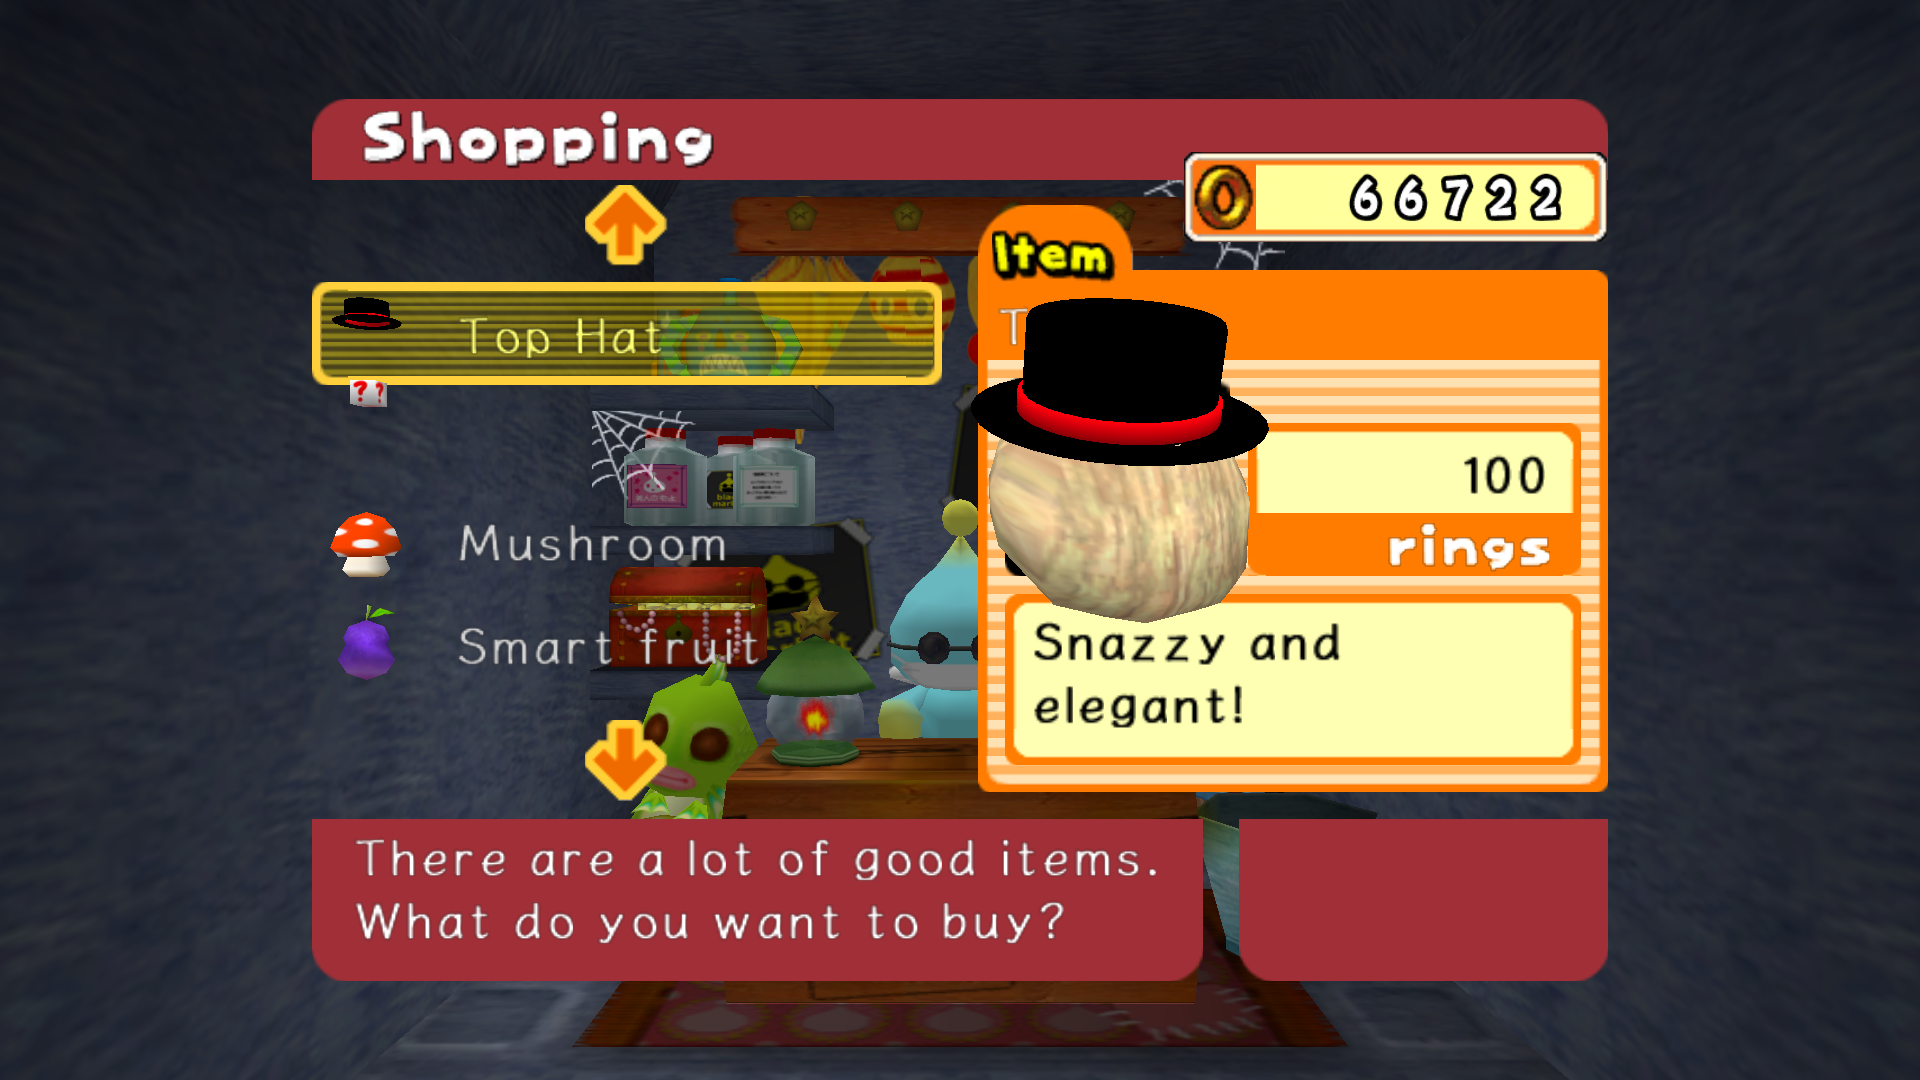 Shopping
66722
Item
T
Top Hat
??
100
rings
Mushroom
Smart fruit
Snazzy and
elegant!
There are a lot of good items.
What do you want to buy?